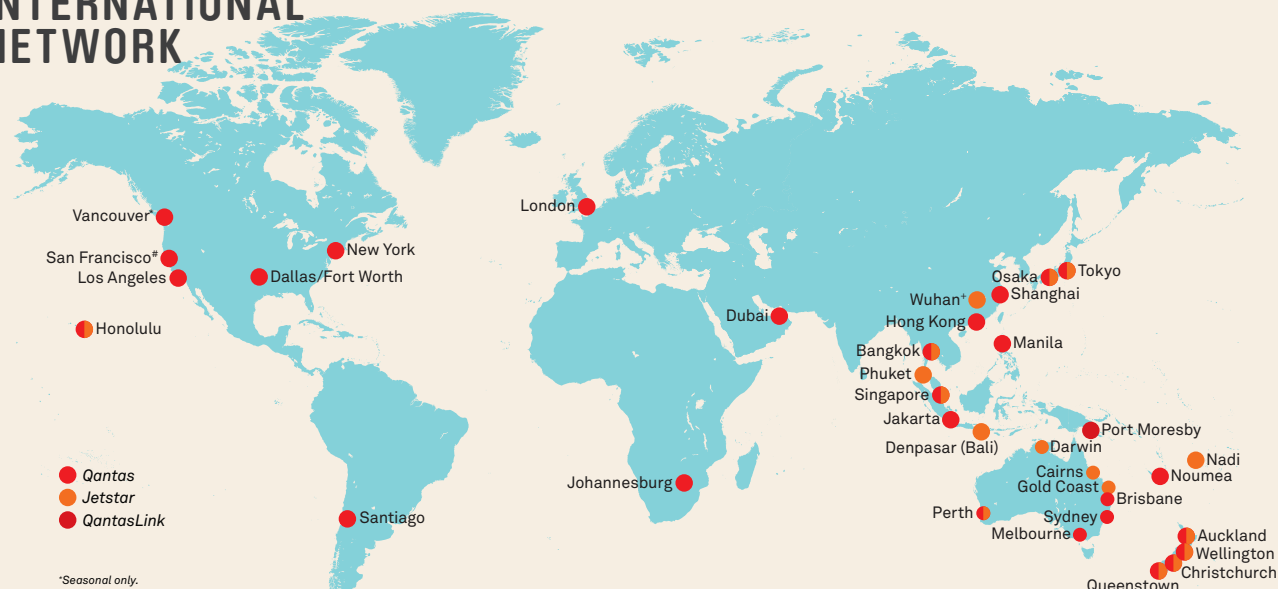 NTERNATIONAL
NETWORK
Vancouver*
San Francisco#
Los Angeles
New York
Dallas/Fort Worth
Honolulu
Santiago
London
Dubai
Johannesburg
Osaka
Tokyo
Wuhan+
Shanghai
Hong Kong
Manila
Bangkok
Phuket
Singapore
Jakarta
Denpasar (Bali)
Port Moresby
Darwin
Cairns
Gold Coast
Nadi
Noumea
Brisbane
Perth
Sydney
Melbourne
Auckland
Wellington
Christchurch
Queenstown
Qantas
Jetstar
QantasLink
*Seasonal only.